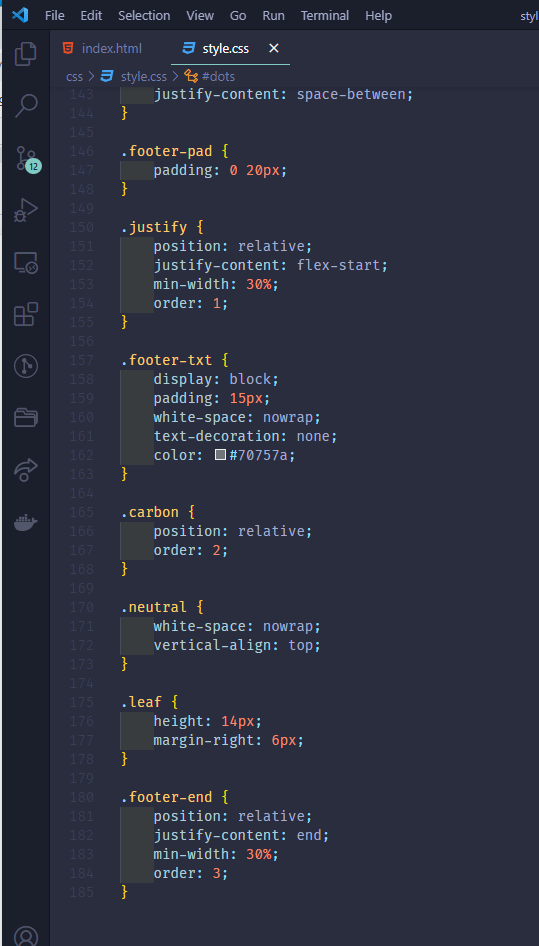 File Edit Selection View Go Run Terminal Help styl
index.html style.css
css > style.css > #dots
143 justify-content: space-between;
144 }
145
146 .footer-pad {
147 padding: 0 20px;
148 }
149
150 .justify {
151 position: relative;
152 justify-content: flex-start;
153 min-width: 30%;
154 order: 1;
155 }
156
157 .footer-txt {
158 display: block;
159 padding: 15px;
160 white-space: nowrap;
161 text-decoration: none;
162 color: #70757a;
163 }
164
165 .carbon {
166 position: relative;
167 order: 2;
168 }
169
170 .neutral {
171 white-space: nowrap;
172 vertical-align: top;
173 }
174
175 .leaf {
176 height: 14px;
177 margin-right: 6px;
178 }
179
180 .footer-end {
181 position: relative;
182 justify-content: end;
183 min-width: 30%;
184 order: 3;
185 }
12